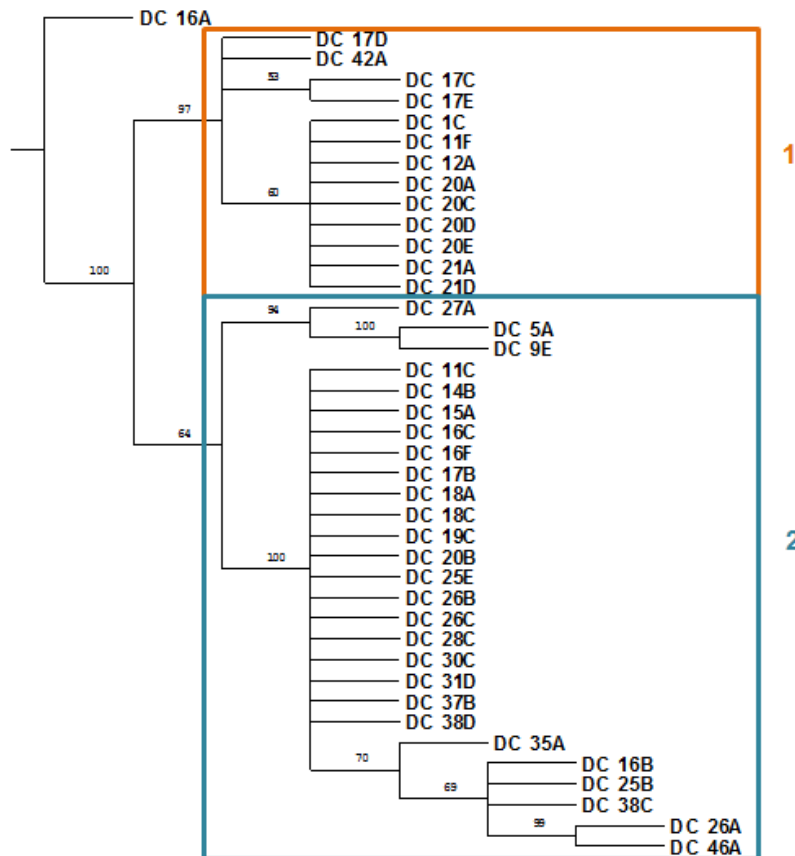 DC 16A
DC 17D
DC 42A
53
DC 17C
97
DC 17E
DC 1C
DC 11F
1
DC 12A
DC 20A
60
DC 20C
DC 20D
DC 20E
DC 21A
100
DC 21D
94
DC 27A
100
DC 5A
DC 9E
DC 11C
DC 14B
DC 15A
64
DC 16C
DC 16F
DC 17B
DC 18A
DC 18C
DC 19C
2
100
DC 20B
DC 25E
DC 26B
DC 26C
DC 28C
DC 30C
DC 31D
DC 37B
DC 38D
DC 35A
70
DC 16B
69
DC 25B
DC 38C
99
DC 26A
DC 46A